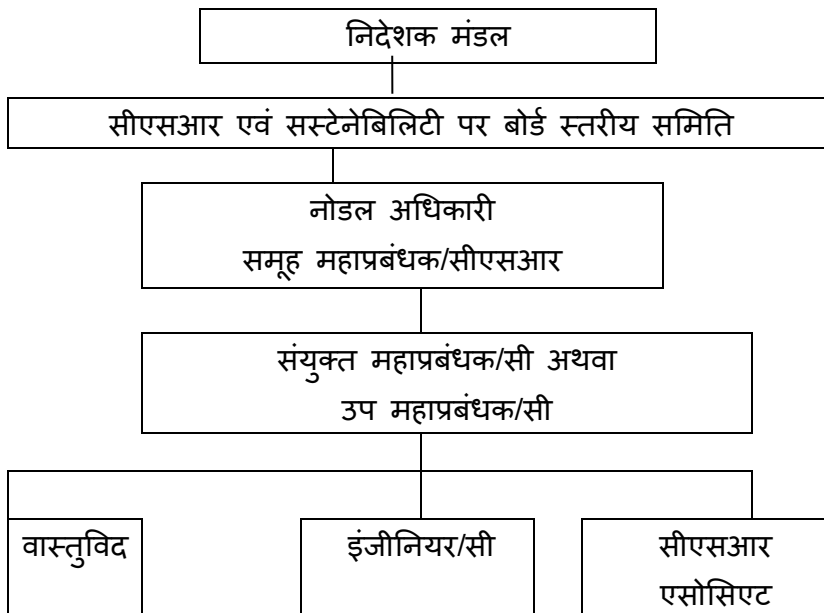 निदेशक मंडल
सीएसआर एवं सस्टेनेबिलिटी पर बोर्ड स्तरीय समिति
नोडल अधिकारी
समूह महाप्रबंधक/सीएसआर
संयुक्त महाप्रबंधक/सी अथवा
उप महाप्रबंधक/सी
वास्तुविद
इंजीनियर/सी
सीएसआर
एसोसिएट